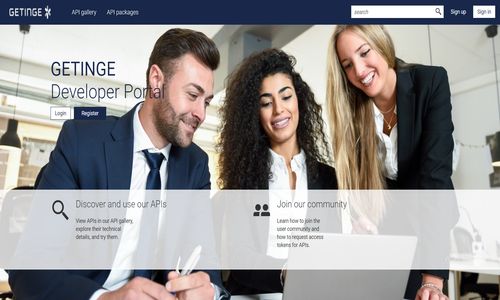 GETINGE
API gallery
API packages
search
Sign up
Sign in
GETINGE
Developer Portal
Login
Register
Discover and use our APIs
View APIs in our API gallery,
explore their technical
details, and try them.
Join our community
Learn how to join the
user community and
how to request access
tokens for APIs.